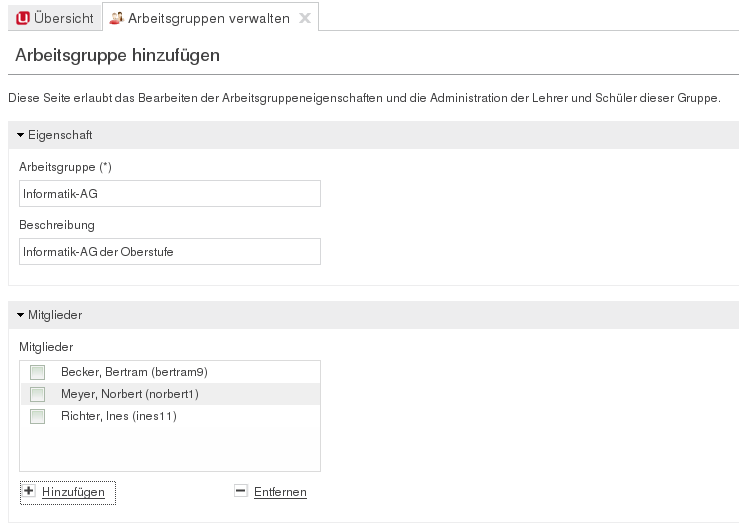 Übersicht Arbeitsgruppen verwalten
Arbeitsgruppe hinzufügen
Diese Seite erlaubt das Bearbeiten der Arbeitsgruppeneigenschaften und die Administration der Lehrer und Schüler dieser Gruppe.
Eigenschaft
Arbeitsgruppe (*)
Informatik-AG
Beschreibung
Informatik-AG der Oberstufe
Mitglieder
Mitglieder
Becker, Bertram (bertram9)
Meyer, Norbert (norbert1)
Richter, Ines (ines11)
Hinzufügen Entfernen